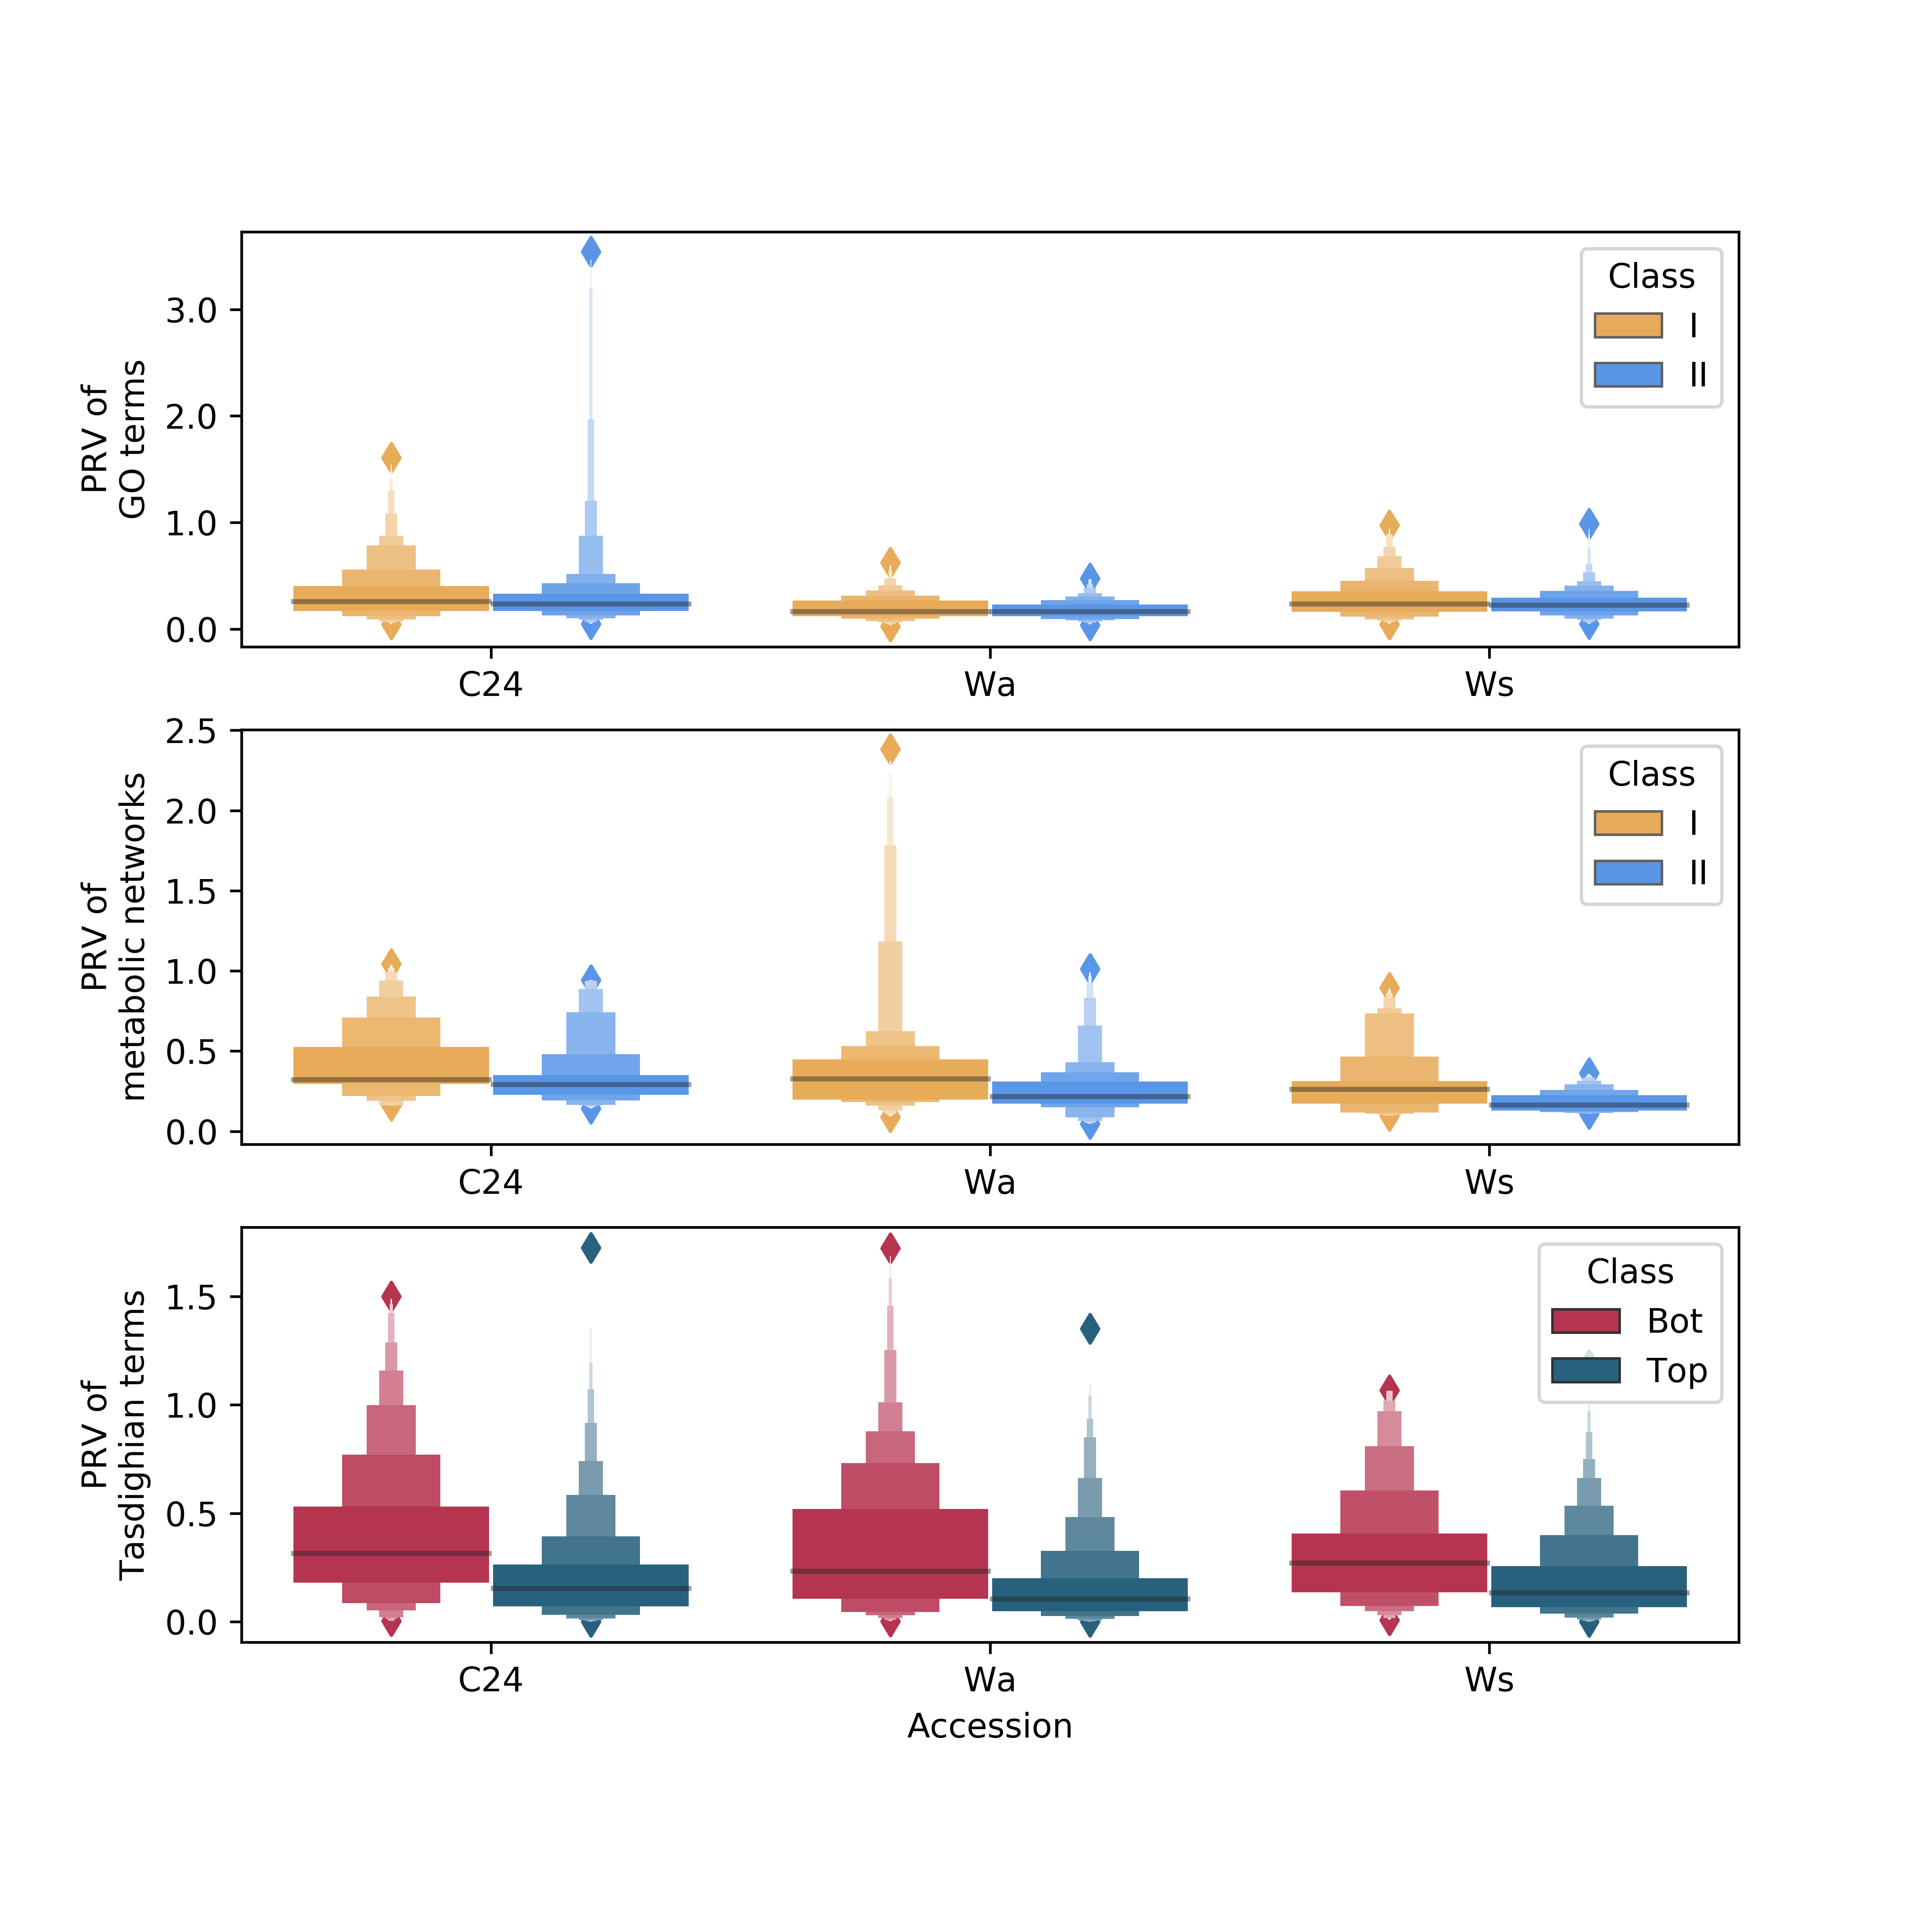 PRV of
GO terms
3.0
2.0
1.0
0.0
Class
I
II
C24 Wa Ws
PRV of
metabolic networks
2.5
2.0
1.5
1.0
0.5
0.0
Class
I
II
C24 Wa Ws
PRV of
Tasdighian terms
1.5
1.0
0.5
0.0
Class
Bot
Top
C24 Wa Ws
Accession